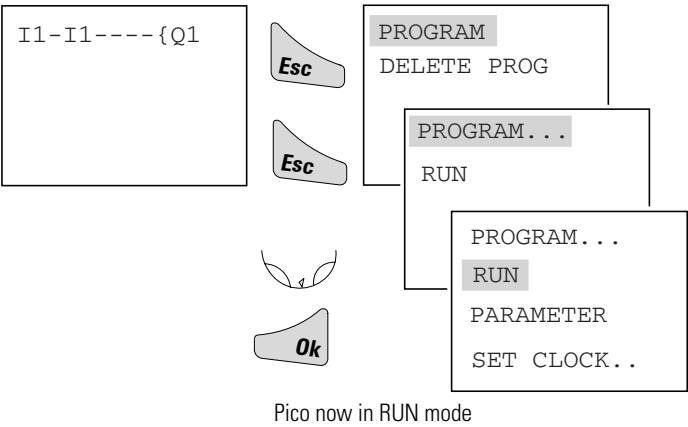 I1-I1----{Q1
Esc
PROGRAM
DELETE PROG
Esc
PROGRAM...
RUN
PROGRAM...
RUN
PARAMETER
SET CLOCK..
Ok
Pico now in RUN mode